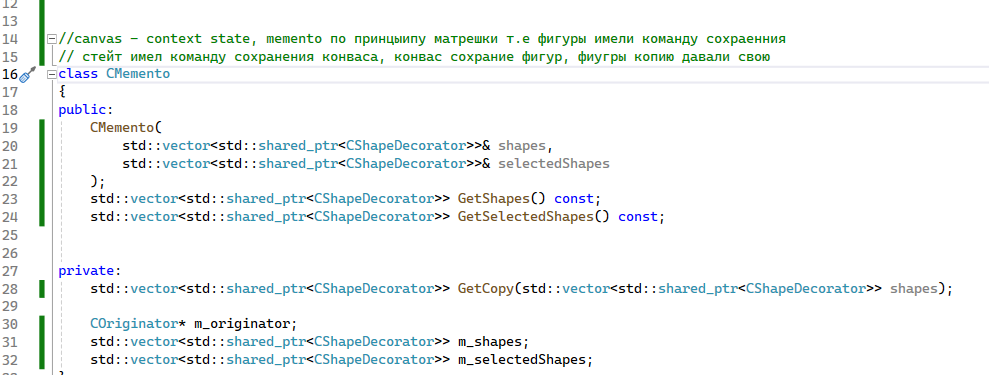 12
13
14 //canvas - context state, memento по принцыипу матрешки т.е фигуры имели команду сохраенния
15 // стейт имел команду сохранения конваса, конвас сохрание фигур, фиугры копию давали свою
16 class CMemento
17 {
18 public:
19 CMemento(
20 std::vector<std::shared_ptr<CShapeDecorator>>& shapes,
21 std::vector<std::shared_ptr<CShapeDecorator>>& selectedShapes
22 );
23 std::vector<std::shared_ptr<CShapeDecorator>> GetShapes() const;
24 std::vector<std::shared_ptr<CShapeDecorator>> GetSelectedShapes() const;
25
26
27 private:
28 std::vector<std::shared_ptr<CShapeDecorator>> GetCopy(std::vector<std::shared_ptr<CShapeDecorator>> shapes);
29
30 COriginator* m_originator;
31 std::vector<std::shared_ptr<CShapeDecorator>> m_shapes;
32 std::vector<std::shared_ptr<CShapeDecorator>> m_selectedShapes;